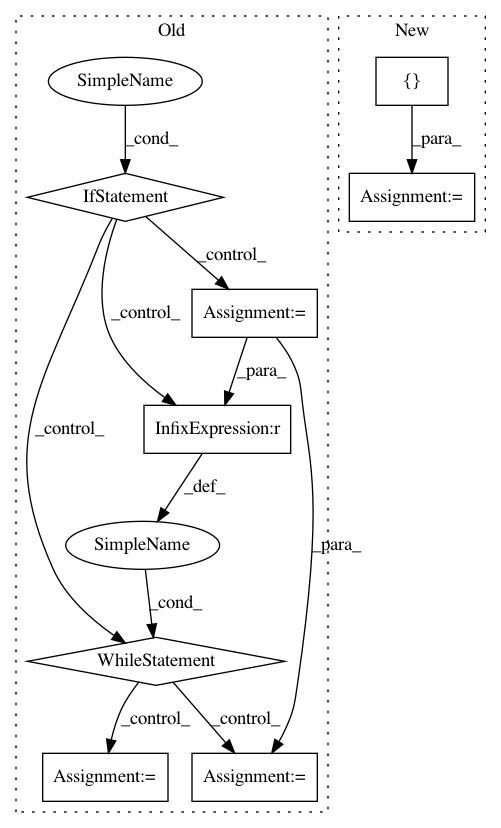 Old
New
SimpleName
{}
_cond_
_para_
IfStatement
Assignment:=
_control_
Assignment:=
_control_
_para_
_control_
InfixExpression:r
_def_
SimpleName
_para_
_cond_
WhileStatement
_control_
_control_
Assignment:=
Assignment:=